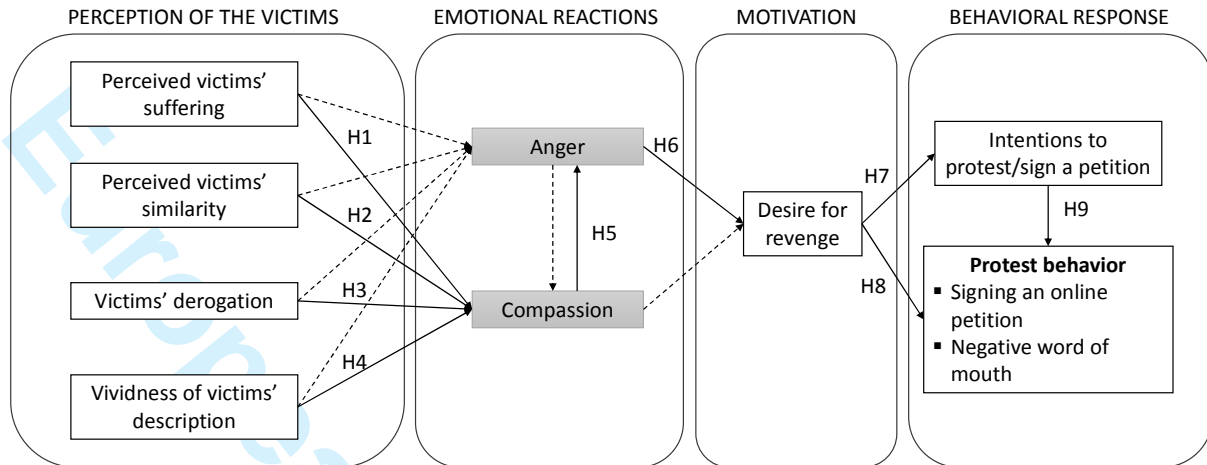 PERCEPTION OF THE VICTIMS
EMOTIONAL REACTIONS
MOTIVATION
BEHAVIORAL RESPONSE
Perceived victims’
suffering
Perceived victims’
similarity
Victims’ derogation
Vividness of victims’
description
H1
H2
H3
H4
Anger
H5
Compassion
H6
Desire for
revenge
H7
H8
Intentions to
protest/sign a petition
H9
Protest behavior
▪ Signing an online
petition
▪ Negative word of
mouth